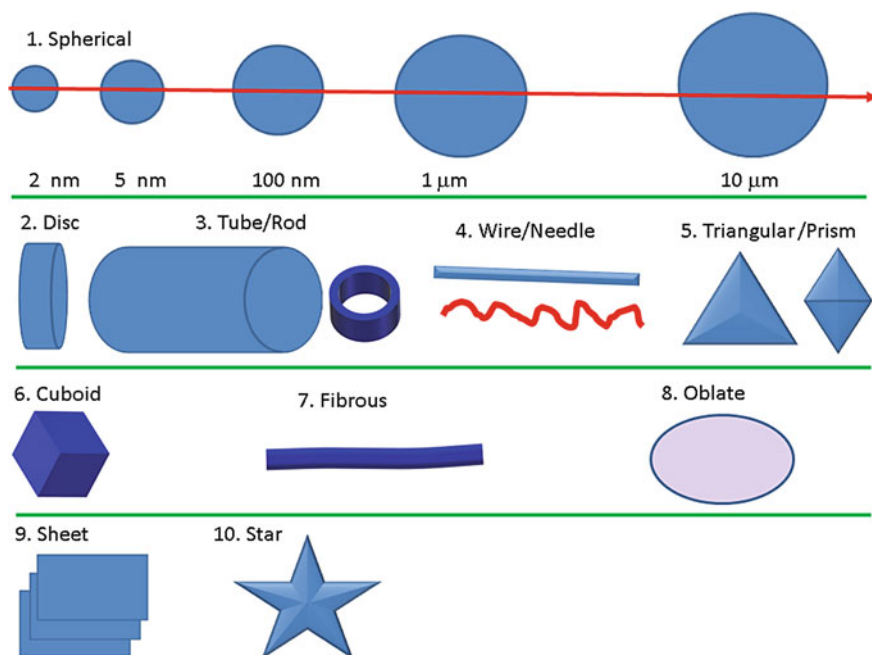 1. Spherical
2 nm 5 nm 100 nm 1 µm 10 µm
2. Disc 3. Tube/Rod 4. Wire/Needle 5. Triangular/Prism
6. Cuboid 7. Fibrous 8. Oblate
9. Sheet 10. Star